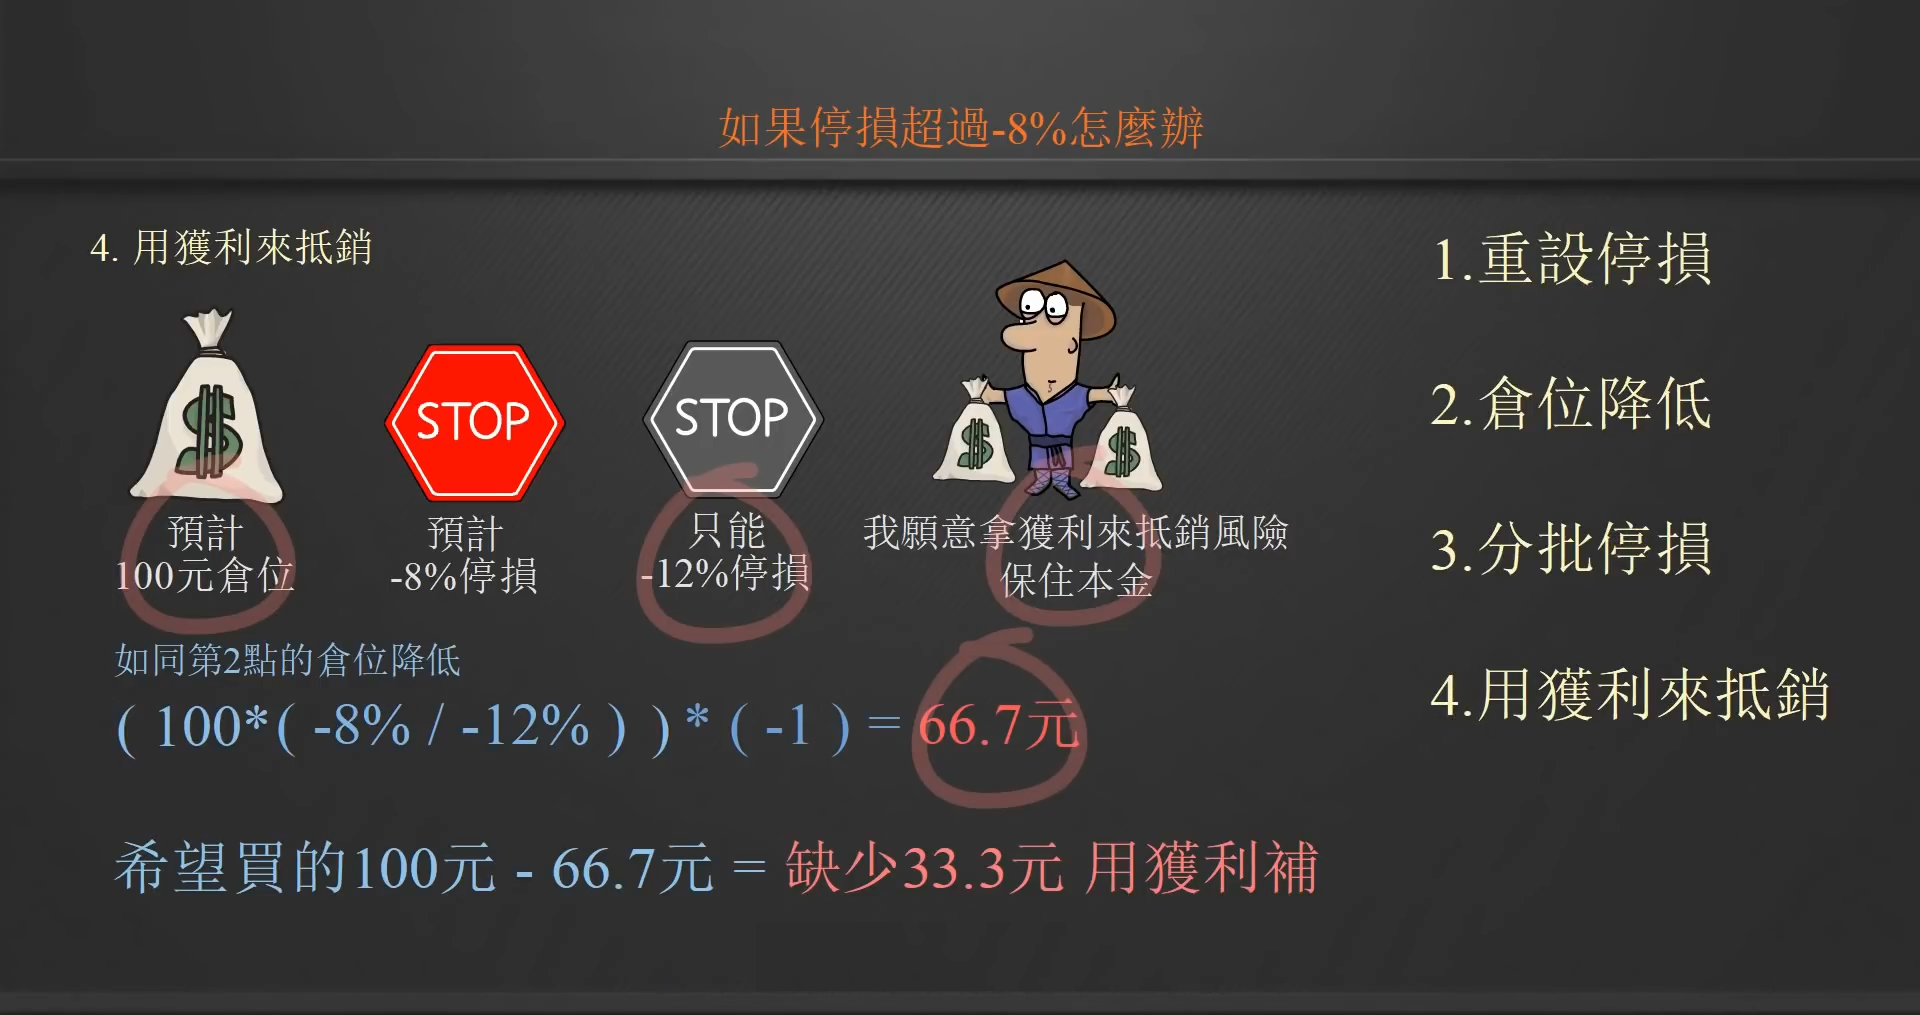 如果停損超過-8%怎麼辦
4. 用獲利來抵銷
$
STOP
STOP
$ $
預計
100元倉位
預計
-8%停損
只能
-12%停損
我願意拿獲利來抵銷風險
保住本金
如同第2點的倉位降低
( 100*( -8% / -12% ) ) * ( -1 ) = 66.7元
希望買的100元 - 66.7元 = 缺少33.3元 用獲利補
1.重設停損
2.倉位降低
3.分批停損
4.用獲利來抵銷